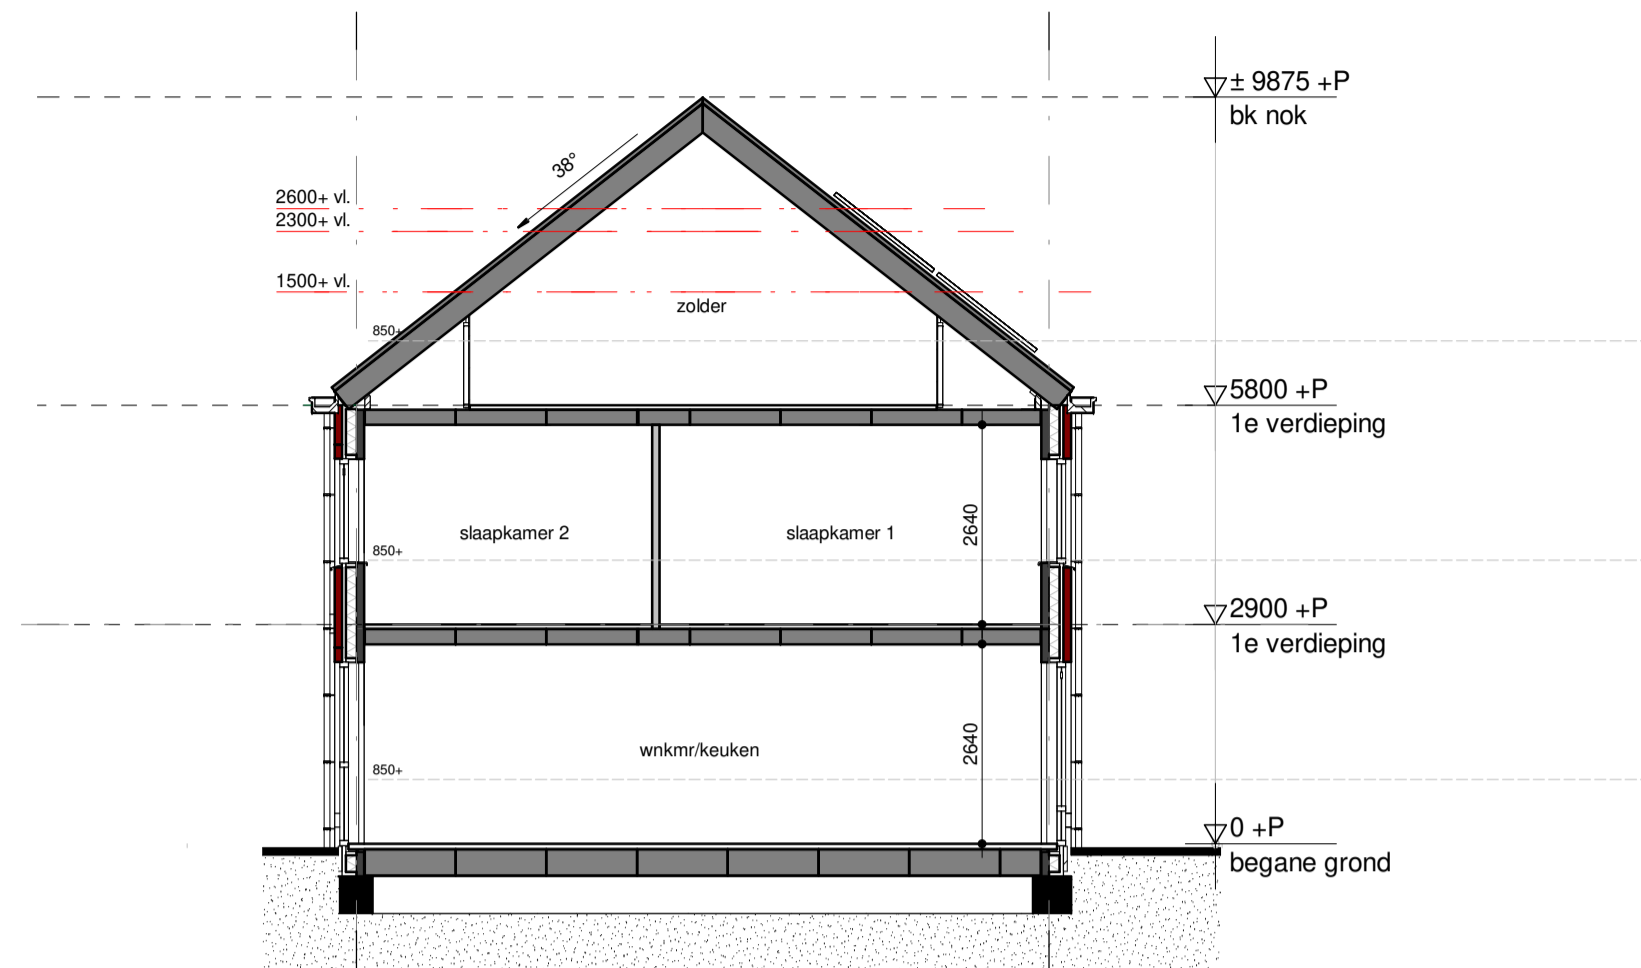 ± 9875 +P
bk nok
38°
2600+ vl.
2300+ vl.
1500+ vl.
zolder
850+
5800 +P
1e verdieping
slaapkamer 2
slaapkamer 1
2640
850+
2900 +P
1e verdieping
wnkmr/keuken
2640
850+
0 +P
begane grond